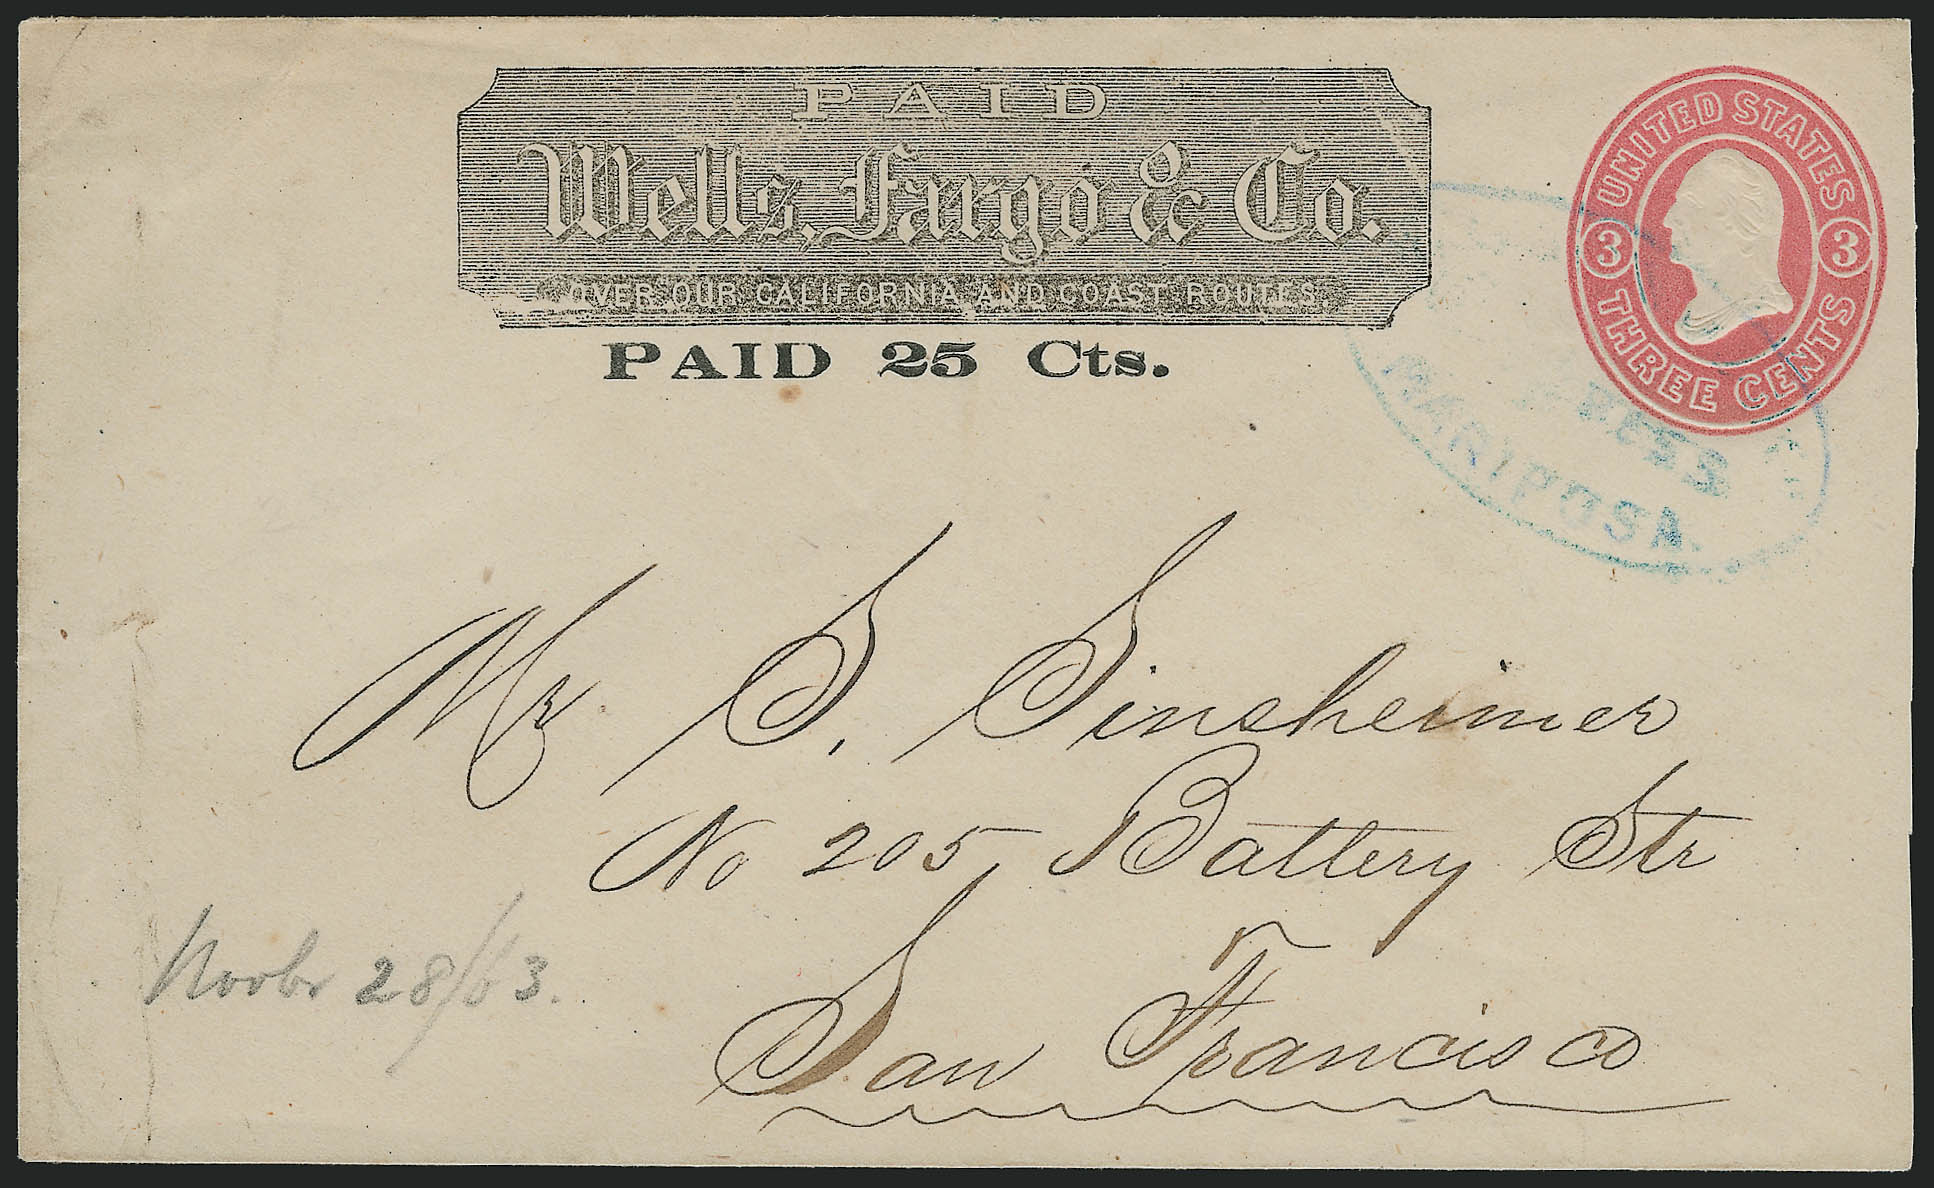 PAID
Wells, Fargo & Co.
OVER OUR CALIFORNIA AND COAST ROUTES.
PAID 25 Cts.
UNITED STATES
3 3
THREE CENTS
MARIPOSA.
Mr. S. Sinsheimer
No 205, Battery Str
San Francisco
Novbr 28/63.